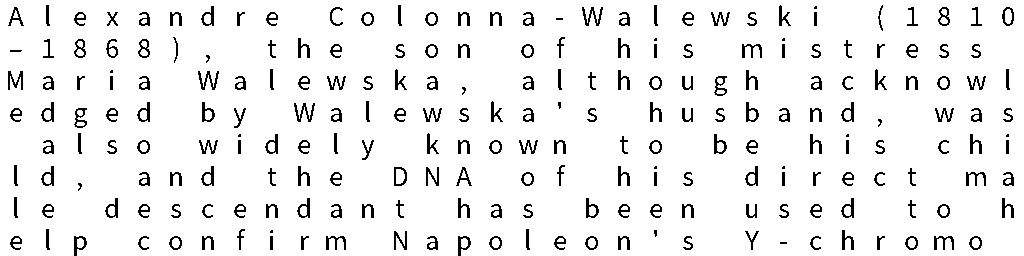 Alexandre Colonna-Walewski (1810
–1868), the son of his mistress
Maria Walewska, although acknowl
edged by Walewska's husband, was
 also widely known to be his chi
ld, and the DNA of his direct ma
le descendant has been used to h
elp confirm Napoleon's Y-chromo